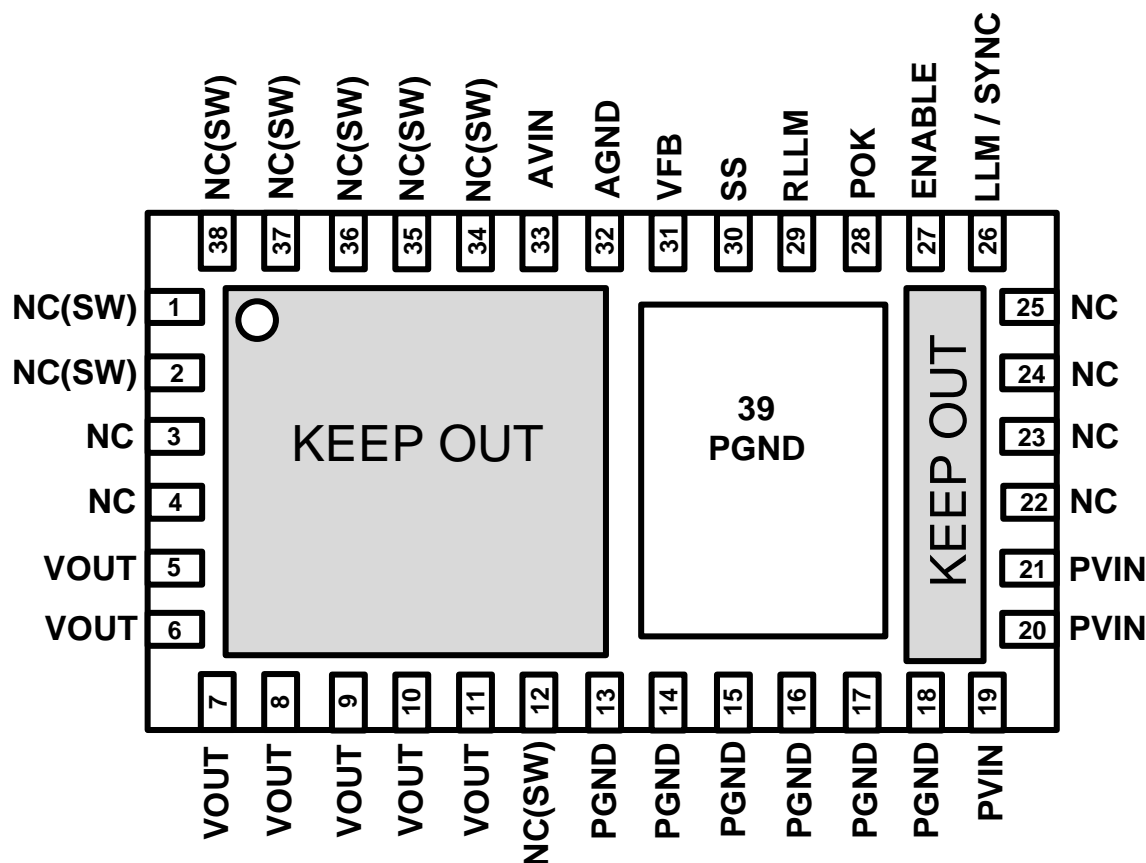 NC(SW)
NC(SW)
NC(SW)
NC(SW)
NC(SW)
AVIN
AGND
VFB
SS
RLLM
POK
ENABLE
LLM / SYNC
38
37
36
35
34
33
32
31
30
29
28
27
26
NC(SW) 1
NC(SW) 2
NC 3
NC 4
VOUT 5
VOUT 6
KEEP OUT
39
PGND
KEEP OUT
25 NC
24 NC
23 NC
22 NC
21 PVIN
20 PVIN
7
8
9
10
11
12
13
14
15
16
17
18
19
VOUT
VOUT
VOUT
VOUT
VOUT
NC(SW)
PGND
PGND
PGND
PGND
PGND
PGND
PVIN